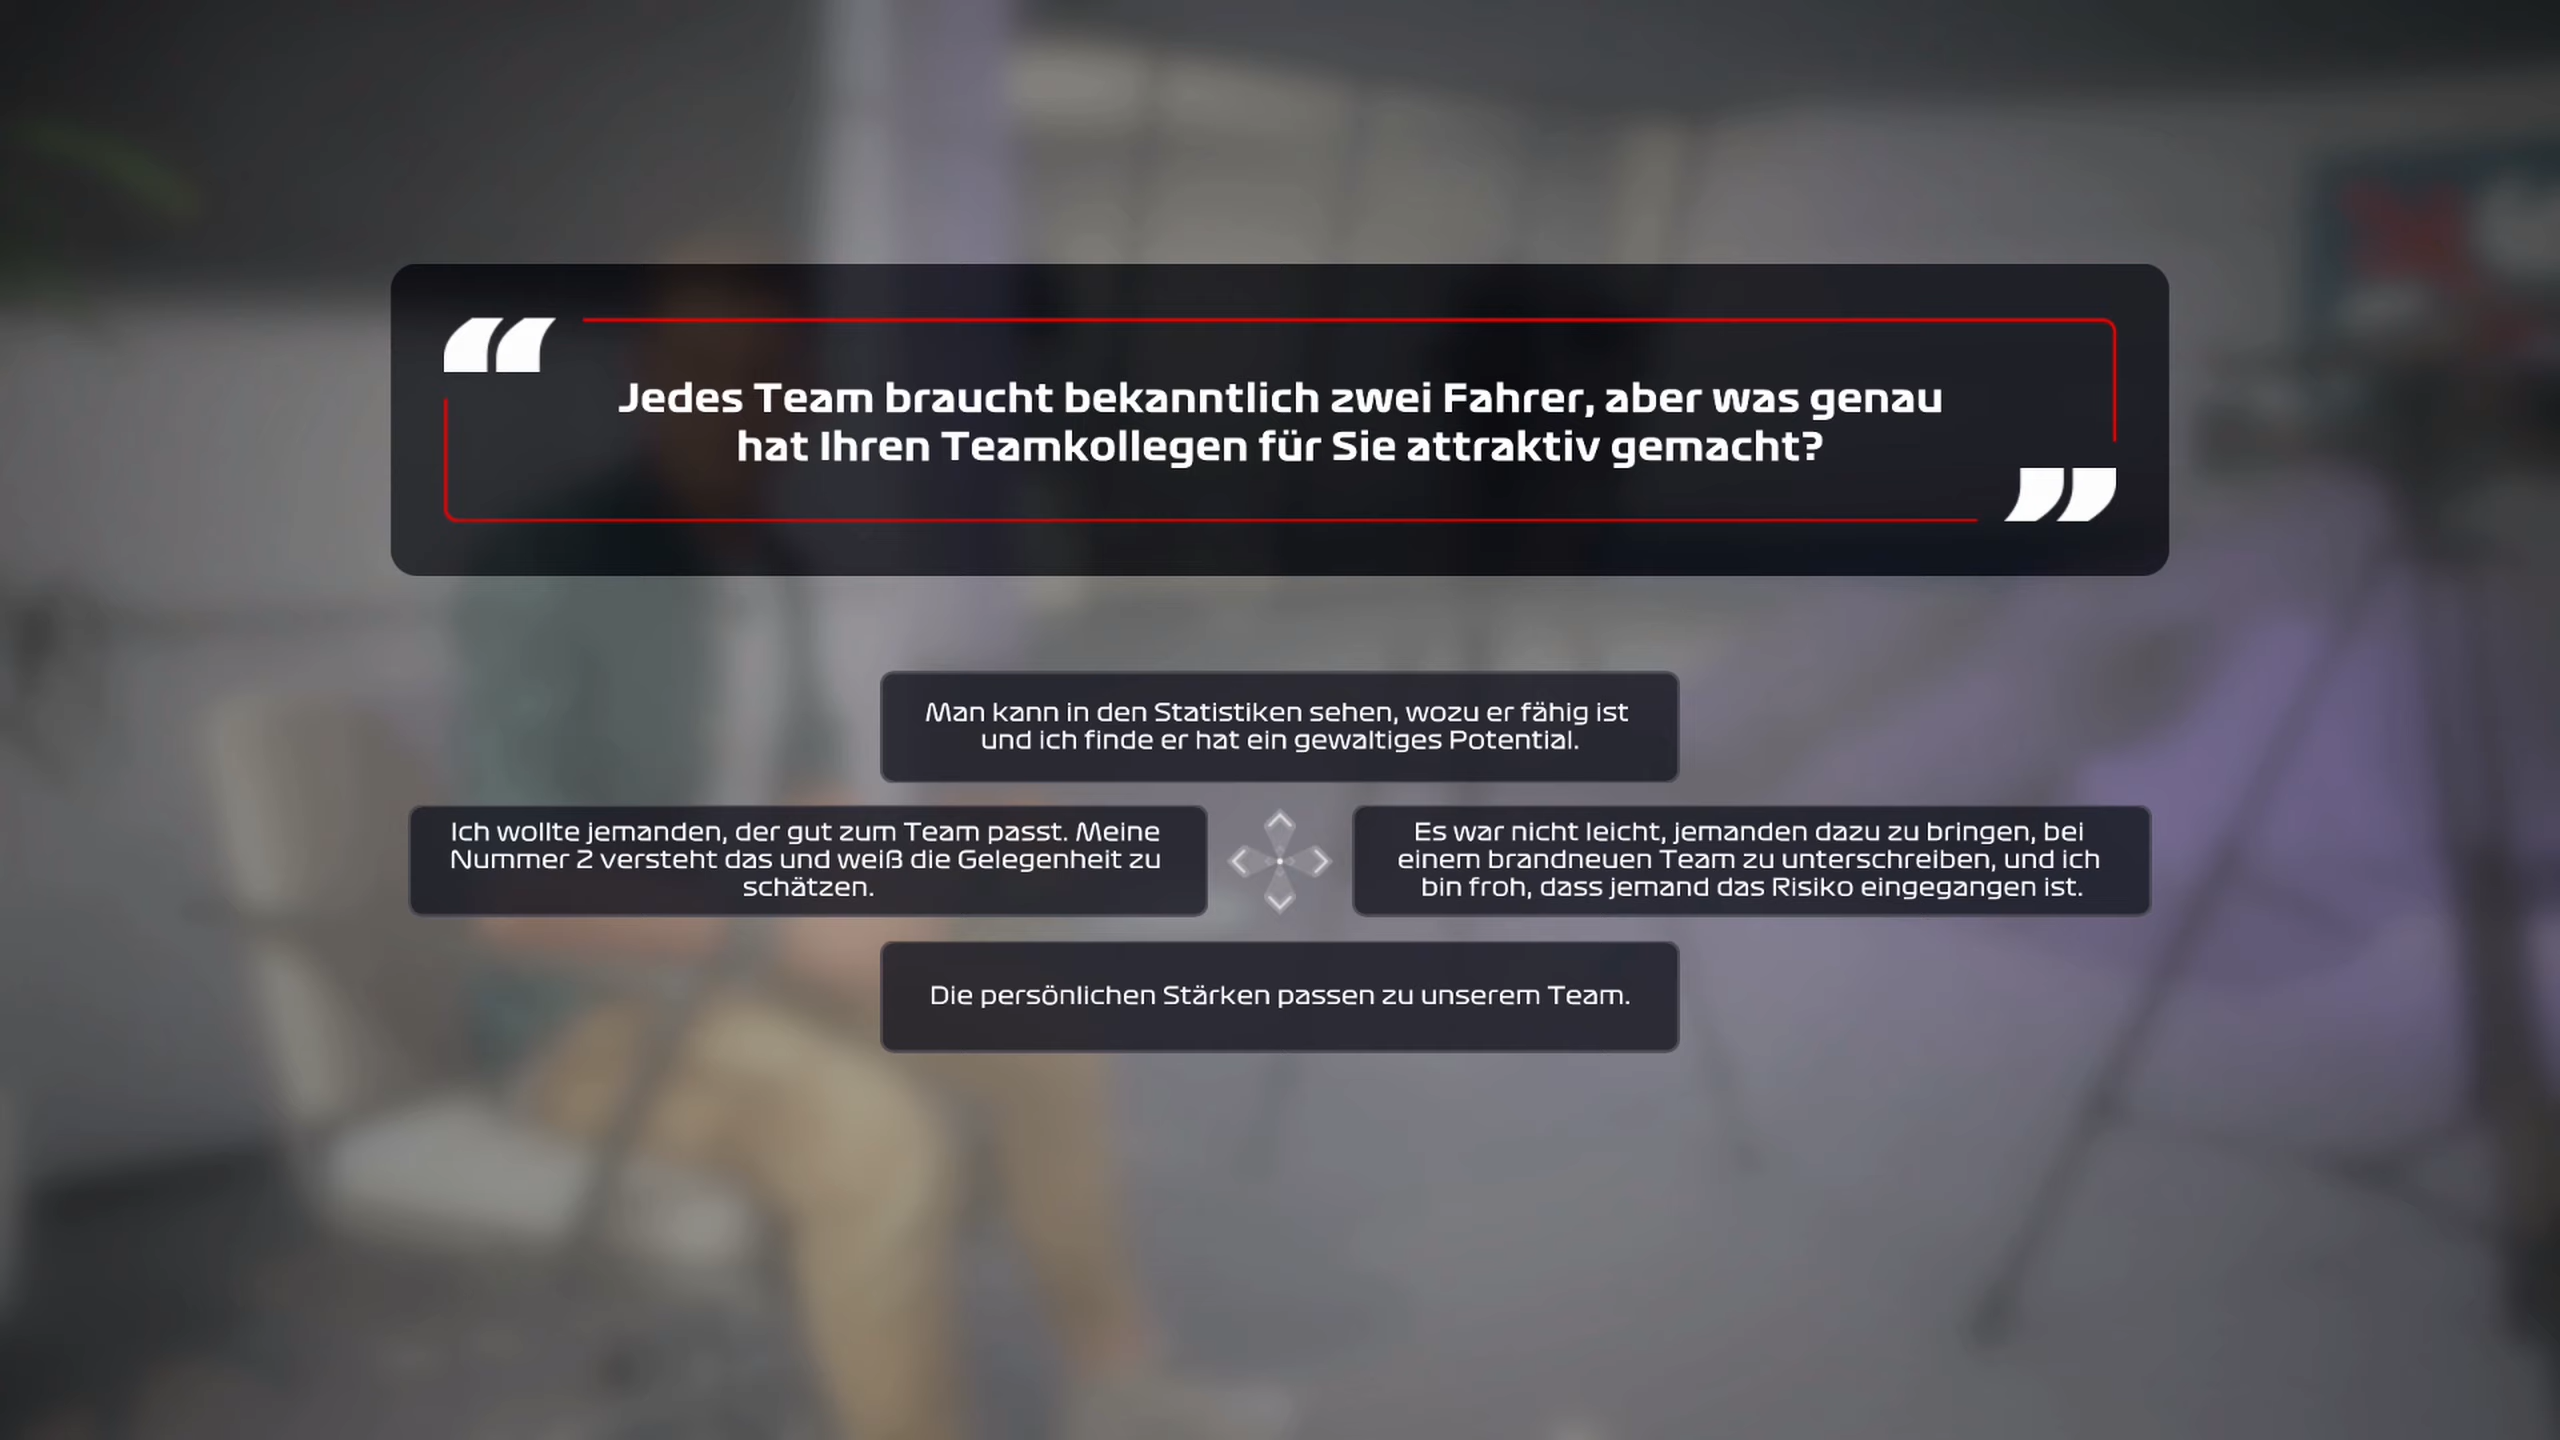 Jedes Team braucht bekanntlich zwei Fahrer, aber was genau
hat Ihren Teamkollegen für Sie attraktiv gemacht?
Man kann in den Statistiken sehen, wozu er fähig ist
und ich finde er hat ein gewaltiges Potential.
Ich wollte jemanden, der gut zum Team passt. Meine
Nummer 2 versteht das und weiß die Gelegenheit zu
schätzen.
Es war nicht leicht, jemanden dazu zu bringen, bei
einem brandneuen Team zu unterschreiben, und ich
bin froh, dass jemand das Risiko eingegangen ist.
Die persönlichen Stärken passen zu unserem Team.